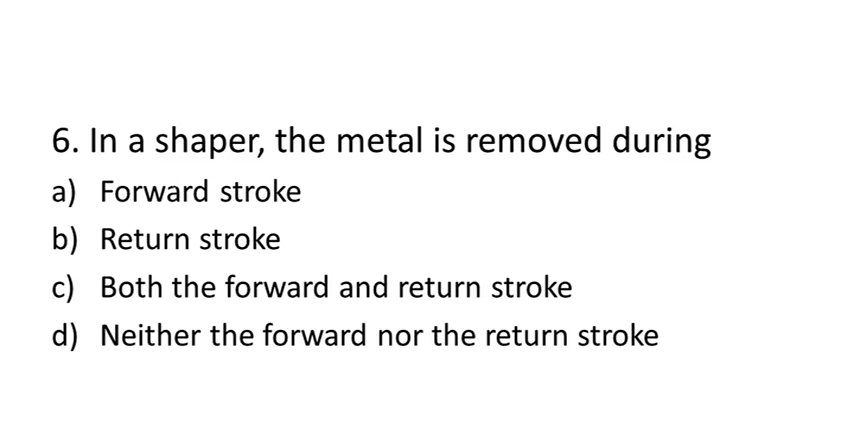 6. In a shaper, the metal is removed during
a) Forward stroke
b) Return stroke
c) Both the forward and return stroke
d) Neither the forward nor the return stroke